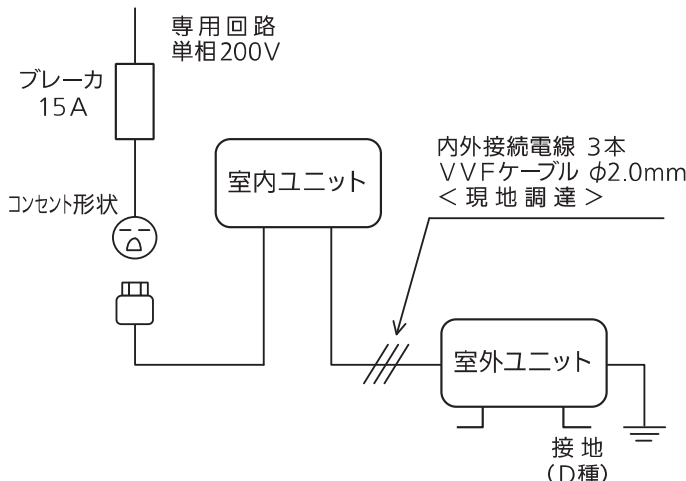 専用回路
単相200V
ブレーカ
15A
コンセント形状
室内ユニット
内外接続電線 3本
VVFケーブル φ2.0mm
<現地調達>
室外ユニット
接地
(D種)